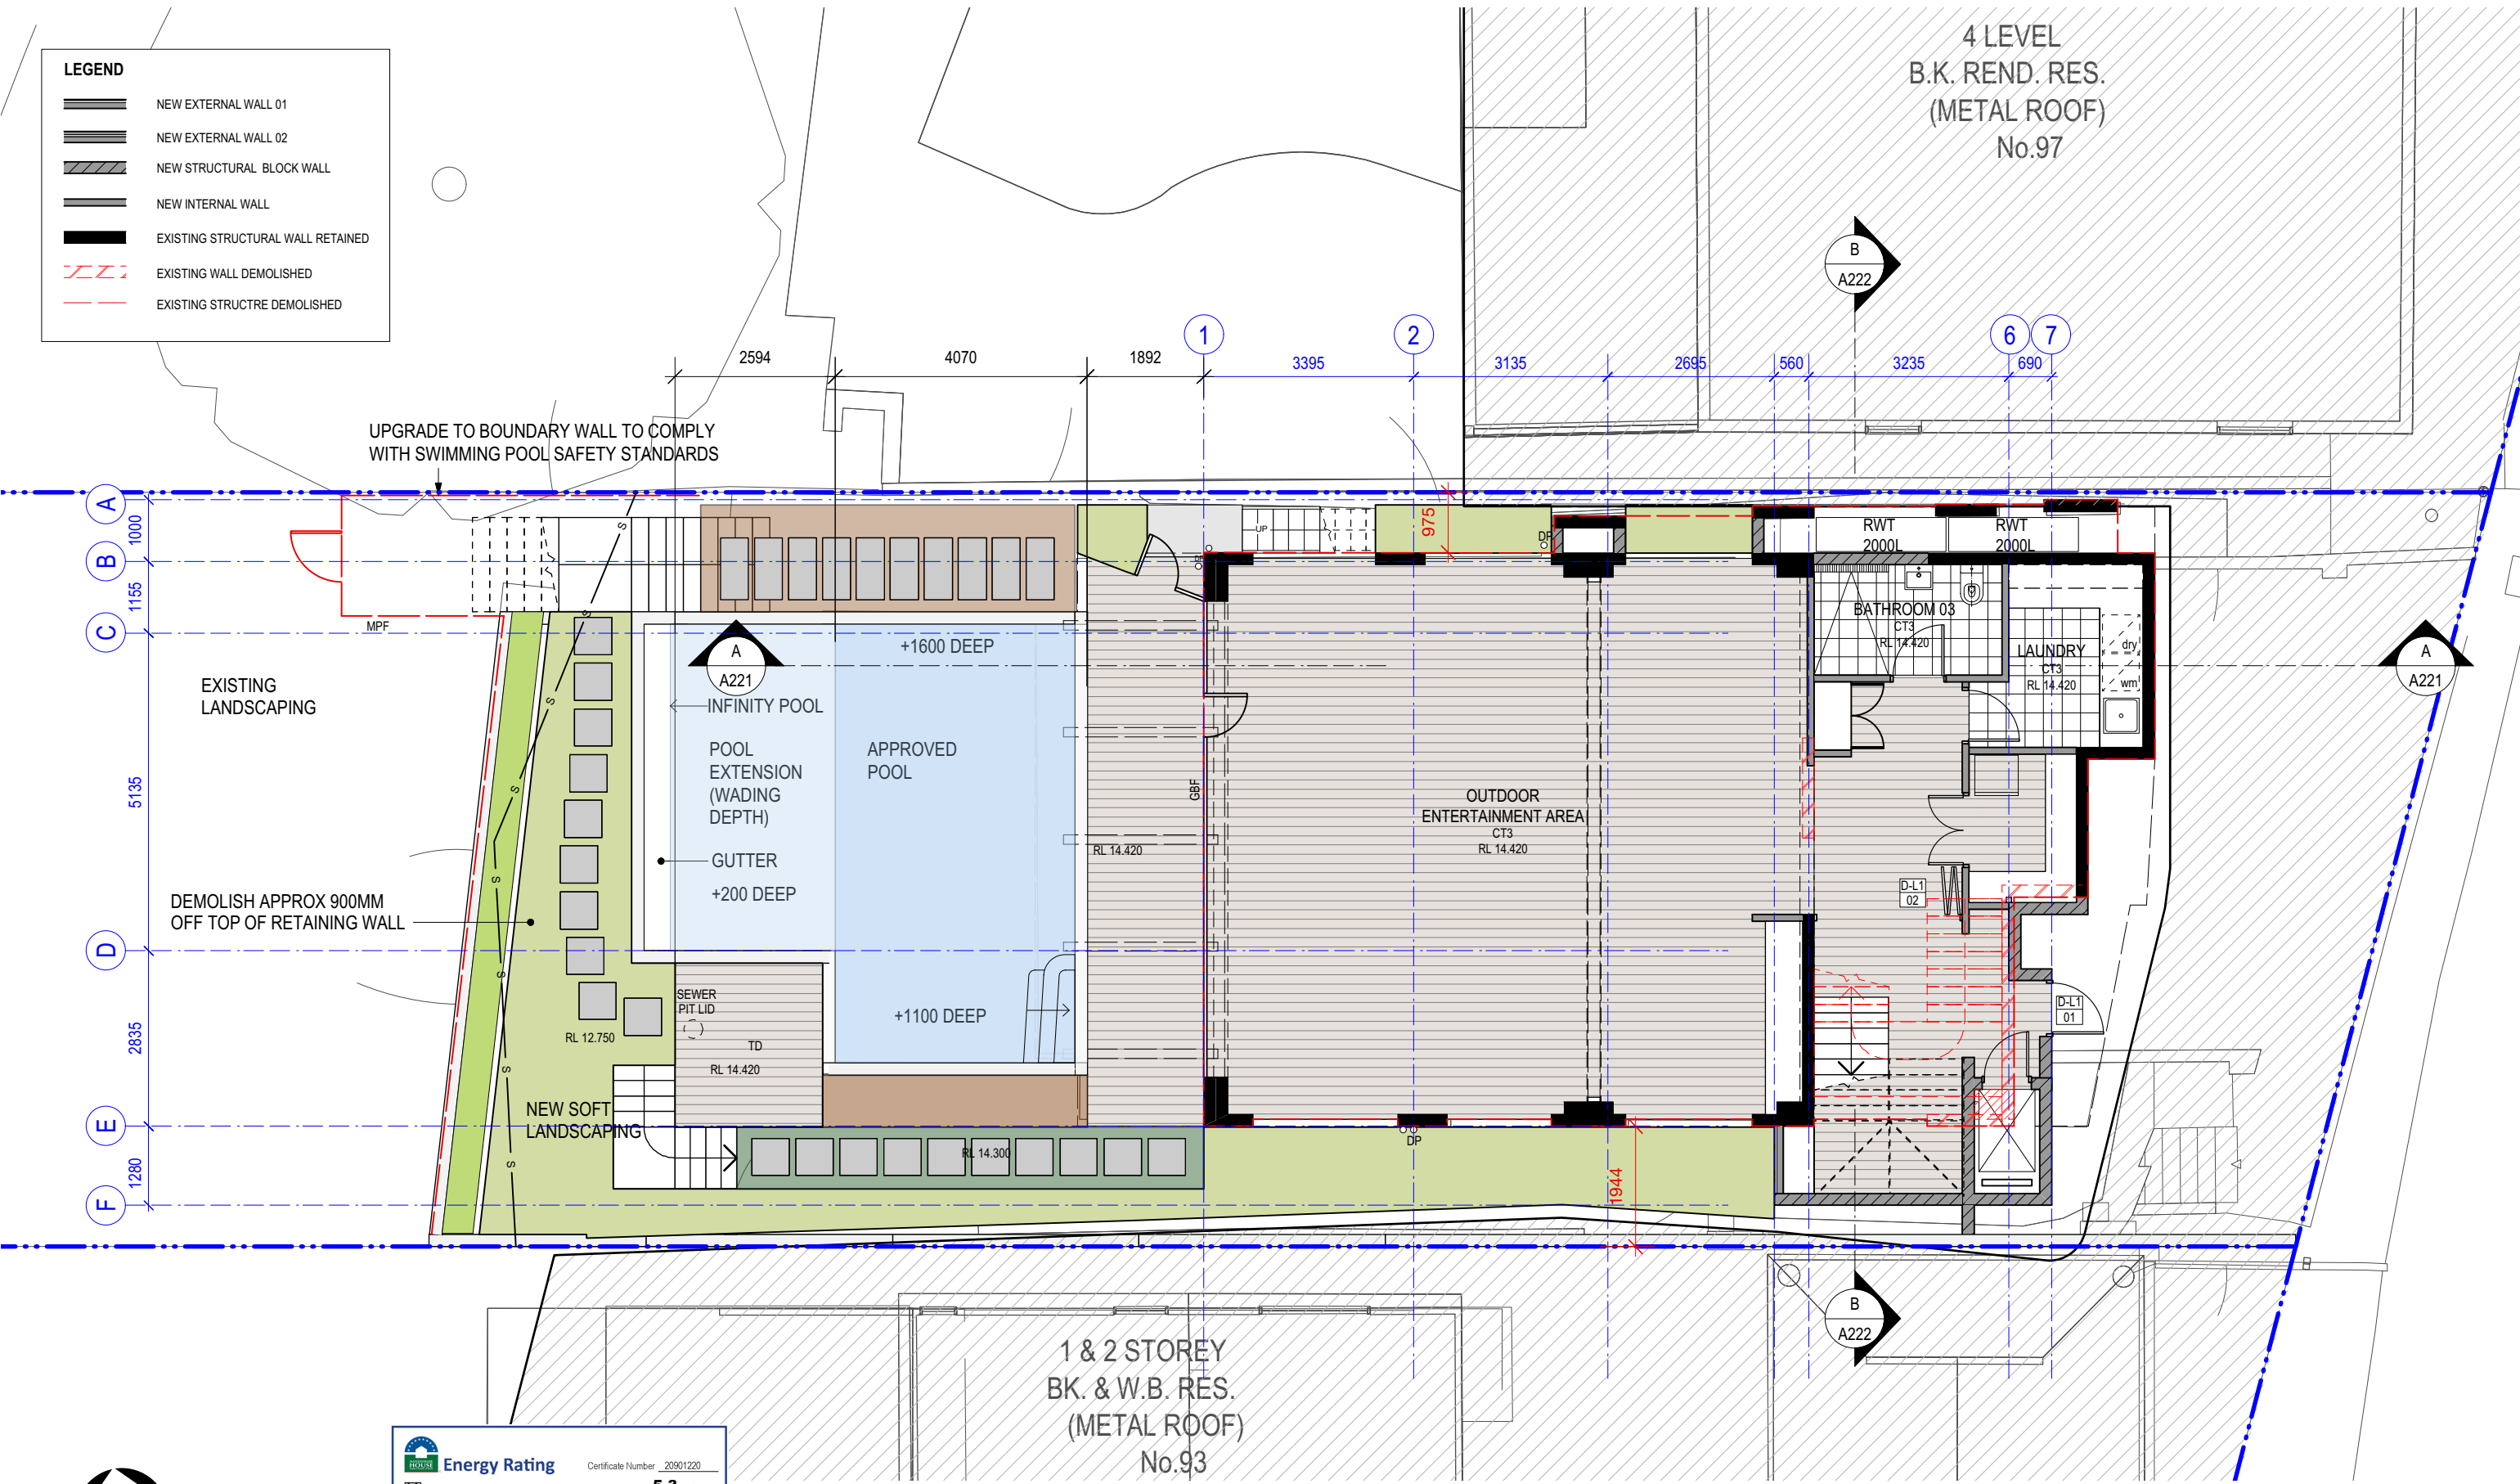 LEGEND
NEW EXTERNAL WALL 01
NEW EXTERNAL WALL 02
NEW STRUCTURAL BLOCK WALL
NEW INTERNAL WALL
EXISTING STRUCTURAL WALL RETAINED
EXISTING WALL DEMOLISHED
EXISTING STRUCTRE DEMOLISHED
4 LEVEL
B.K. REND. RES.
(METAL ROOF)
No.97
B
A222
1
2
6
7
2594
4070
1892
3395
3135
2695
560
3235
690
UPGRADE TO BOUNDARY WALL TO COMPLY
WITH SWIMMING POOL SAFETY STANDARDS
A
1000
B
1155
C
5135
D
2835
E
1280
F
975
UP
DP
DP
RWT
2000L
RWT
2000L
MPF
BATHROOM 03
CT3
RL 14.420
LAUNDRY
CT3
RL 14.420
dry
wm
A
A221
A
A221
+1600 DEEP
EXISTING
LANDSCAPING
INFINITY POOL
POOL
EXTENSION
(WADING
DEPTH)
APPROVED
POOL
GUTTER
+200 DEEP
GBF
RL 14.420
OUTDOOR
ENTERTAINMENT AREA
CT3
RL 14.420
DEMOLISH APPROX 900MM
OFF TOP OF RETAINING WALL
D-L1
02
D-L1
01
SEWER
PIT LID
+1100 DEEP
RL 12.750
TD
RL 14.420
S
S
S
S
S
S
S
NEW SOFT
LANDSCAPING
RL 14.300
DP
1944
B
A222
1 & 2 STOREY
BK. & W.B. RES.
(METAL ROOF)
No.93
HOUSE
Energy Rating
Certificate Number 20901220